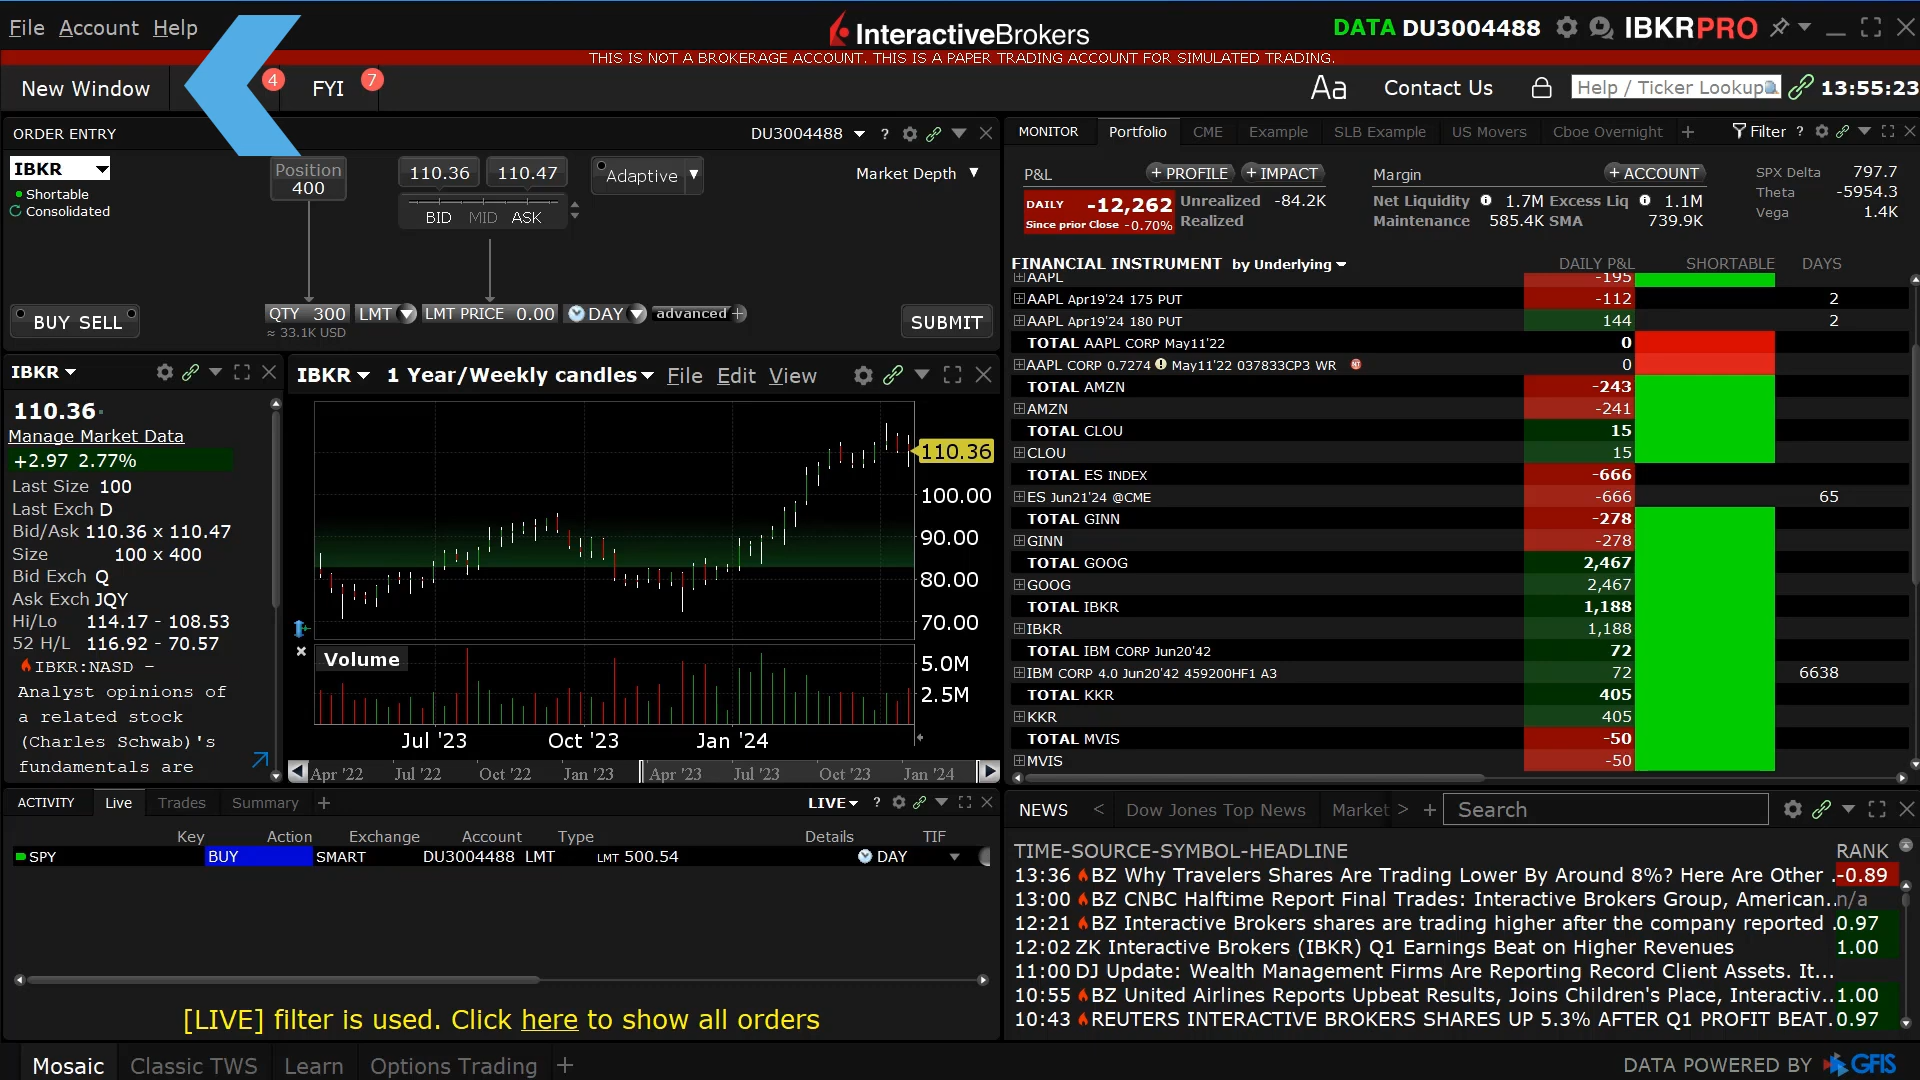 File Account Help
InteractiveBrokers
DATA DU3004488 IBKRPRO
THIS IS NOT A BROKERAGE ACCOUNT. THIS IS A PAPER TRADING ACCOUNT FOR SIMULATED TRADING.
New Window 4 FYI 7
Aa Contact Us Help / Ticker Lookup 13:55:23
ORDER ENTRY DU3004488 ?
IBKR
Shortable
Consolidated
Position
400
110.36 110.47
BID MID ASK
Adaptive
Market Depth
BUY SELL
QTY 300 LMT LMT PRICE 0.00 DAY advanced +
≈ 33.1K USD
SUBMIT
IBKR
110.36
Manage Market Data
+2.97 2.77%
Last Size 100
Last Exch D
Bid/Ask 110.36 x 110.47
Size 100 x 400
Bid Exch Q
Ask Exch JQY
Hi/Lo 114.17 - 108.53
52 H/L 116.92 - 70.57
IBKR:NASD -
Analyst opinions of
a related stock
(Charles Schwab)'s
fundamentals are
IBKR 1 Year/Weekly candles File Edit View
110.36
100.00
90.00
80.00
70.00
Volume
5.0M
2.5M
Jul '23 Oct '23 Jan '24
Apr '22 Jul '22 Oct '22 Jan '23 Apr '23 Jul '23 Oct '23 Jan '24
ACTIVITY Live Trades Summary + LIVE ?
Key Action Exchange Account Type Details TIF
SPY BUY SMART DU3004488 LMT LMT 500.54 DAY
[LIVE] filter is used. Click here to show all orders
MONITOR Portfolio CME Example SLB Example US Movers Cboe Overnight + Filter ?
P&L + PROFILE + IMPACT
DAILY -12,262
Since prior Close -0.70%
Unrealized -84.2K
Realized
Margin + ACCOUNT
Net Liquidity 1.7M Excess Liq 1.1M
Maintenance 585.4K SMA 739.9K
SPX Delta 797.7
Theta -5954.3
Vega 1.4K
FINANCIAL INSTRUMENT by Underlying DAILY P&L SHORTABLE DAYS
AAPL -195
AAPL Apr19'24 175 PUT -112 2
AAPL Apr19'24 180 PUT 144 2
TOTAL AAPL CORP May11'22 0
AAPL CORP 0.7274 May11'22 037833CP3 WR 0
TOTAL AMZN -243
AMZN -241
TOTAL CLOU 15
CLOU 15
TOTAL ES INDEX -666
ES Jun21'24 @CME -666 65
TOTAL GINN -278
GINN -278
TOTAL GOOG 2,467
GOOG 2,467
TOTAL IBKR 1,188
IBKR 1,188
TOTAL IBM CORP Jun20'42 72
IBM CORP 4.0 Jun20'42 459200HF1 A3 72 6638
TOTAL KKR 405
KKR 405
TOTAL MVIS -50
MVIS -50
NEWS < Dow Jones Top News Market > + Search
TIME-SOURCE-SYMBOL-HEADLINE RANK
13:36 BZ Why Travelers Shares Are Trading Lower By Around 8%? Here Are Other . -0.89
13:00 BZ CNBC Halftime Report Final Trades: Interactive Brokers Group, American... n/a
12:21 BZ Interactive Brokers shares are trading higher after the company reported . 0.97
12:02 ZK Interactive Brokers (IBKR) Q1 Earnings Beat on Higher Revenues 1.00
11:00 DJ Update: Wealth Management Firms Are Reporting Record Client Assets. It...
10:55 BZ United Airlines Reports Upbeat Results, Joins Children's Place, Interactiv... 1.00
10:43 REUTERS INTERACTIVE BROKERS SHARES UP 5.3% AFTER Q1 PROFIT BEAT. 0.97
Mosaic Classic TWS Learn Options Trading +
DATA POWERED BY GFIS